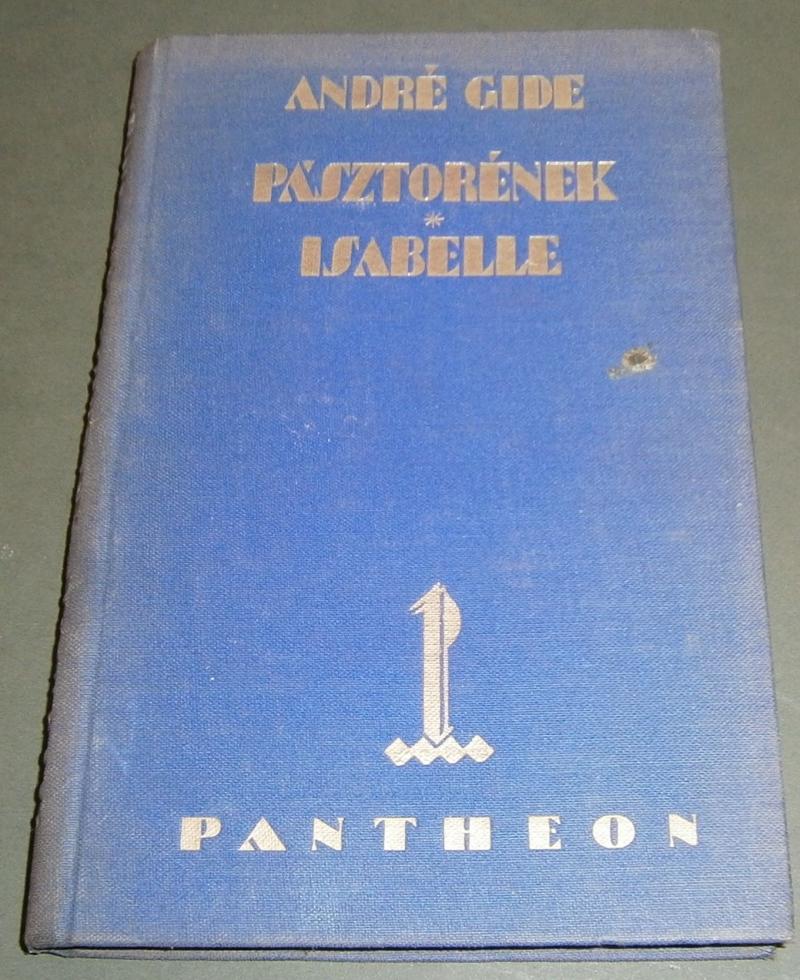 ANDRÉ GIDE
PÁSZTORÉNEK
*
ISABELLE
PANTHEON